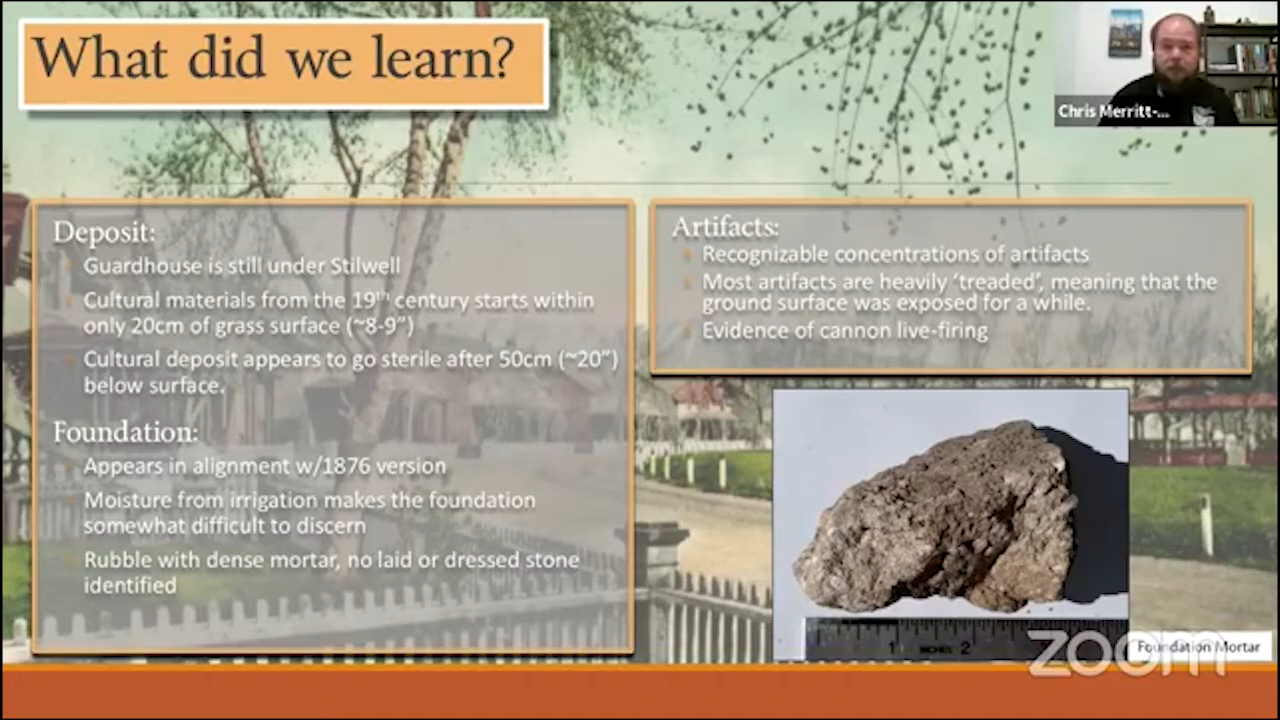 What did we learn?
Chris Merritt-...
Deposit:
Guardhouse is still under Stilwell
Cultural materials from the 19th century starts within
only 20cm of grass surface (~8-9”)
Cultural deposit appears to go sterile after 50cm (~20”)
below surface.
Foundation:
Appears in alignment w/1876 version
Moisture from irrigation makes the foundation
somewhat difficult to discern
Rubble with dense mortar, no laid or dressed stone
identified
Artifacts:
Recognizable concentrations of artifacts
Most artifacts are heavily ‘treaded’, meaning that the
ground surface was exposed for a while.
Evidence of cannon live-firing
1 INCHES 2
zoom
Foundation Mortar